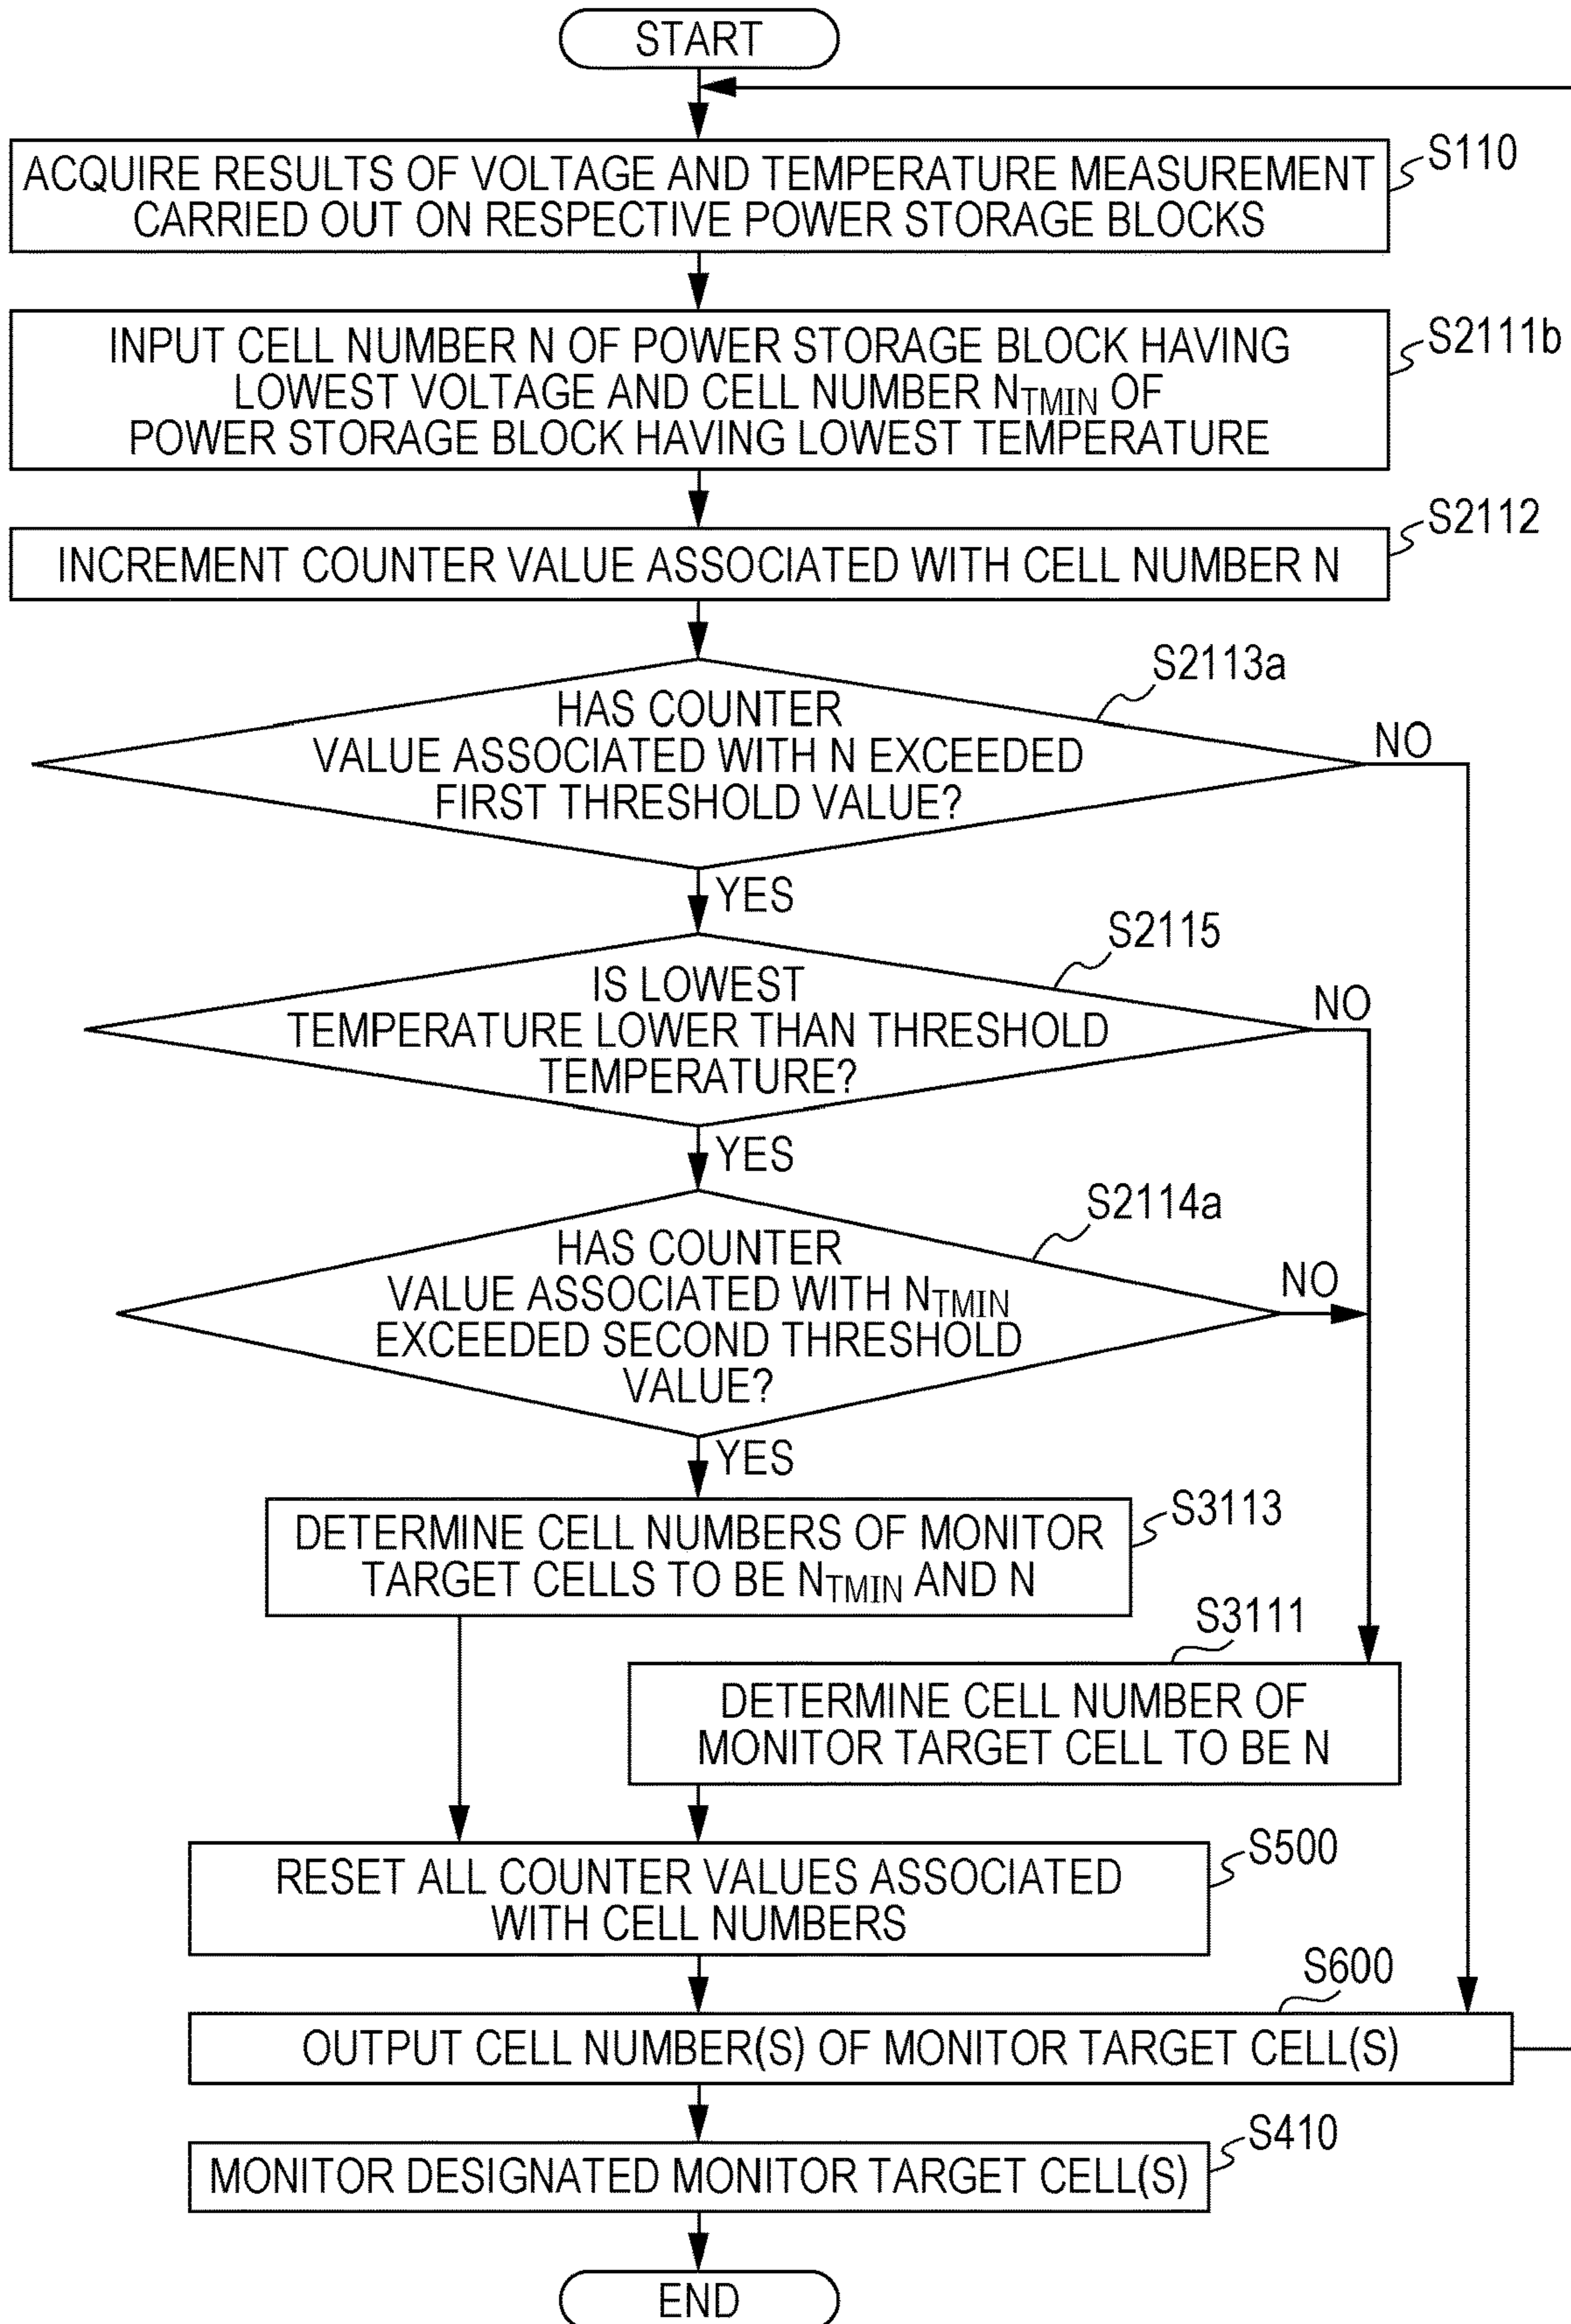 START
ACQUIRE RESULTS OF VOLTAGE AND TEMPERATURE MEASUREMENT
CARRIED OUT ON RESPECTIVE POWER STORAGE BLOCKS
S110
INPUT CELL NUMBER N OF POWER STORAGE BLOCK HAVING
LOWEST VOLTAGE AND CELL NUMBER NTMIN OF
POWER STORAGE BLOCK HAVING LOWEST TEMPERATURE
S2111b
INCREMENT COUNTER VALUE ASSOCIATED WITH CELL NUMBER N
S2112
HAS COUNTER
VALUE ASSOCIATED WITH N EXCEEDED
FIRST THRESHOLD VALUE?
S2113a
NO
YES
IS LOWEST
TEMPERATURE LOWER THAN THRESHOLD
TEMPERATURE?
S2115
NO
YES
HAS COUNTER
VALUE ASSOCIATED WITH NTMIN
EXCEEDED SECOND THRESHOLD
VALUE?
S2114a
NO
YES
DETERMINE CELL NUMBERS OF MONITOR
TARGET CELLS TO BE NTMIN AND N
S3113
S3111
DETERMINE CELL NUMBER OF
MONITOR TARGET CELL TO BE N
RESET ALL COUNTER VALUES ASSOCIATED
WITH CELL NUMBERS
S500
S600
OUTPUT CELL NUMBER(S) OF MONITOR TARGET CELL(S)
S410
MONITOR DESIGNATED MONITOR TARGET CELL(S)
END